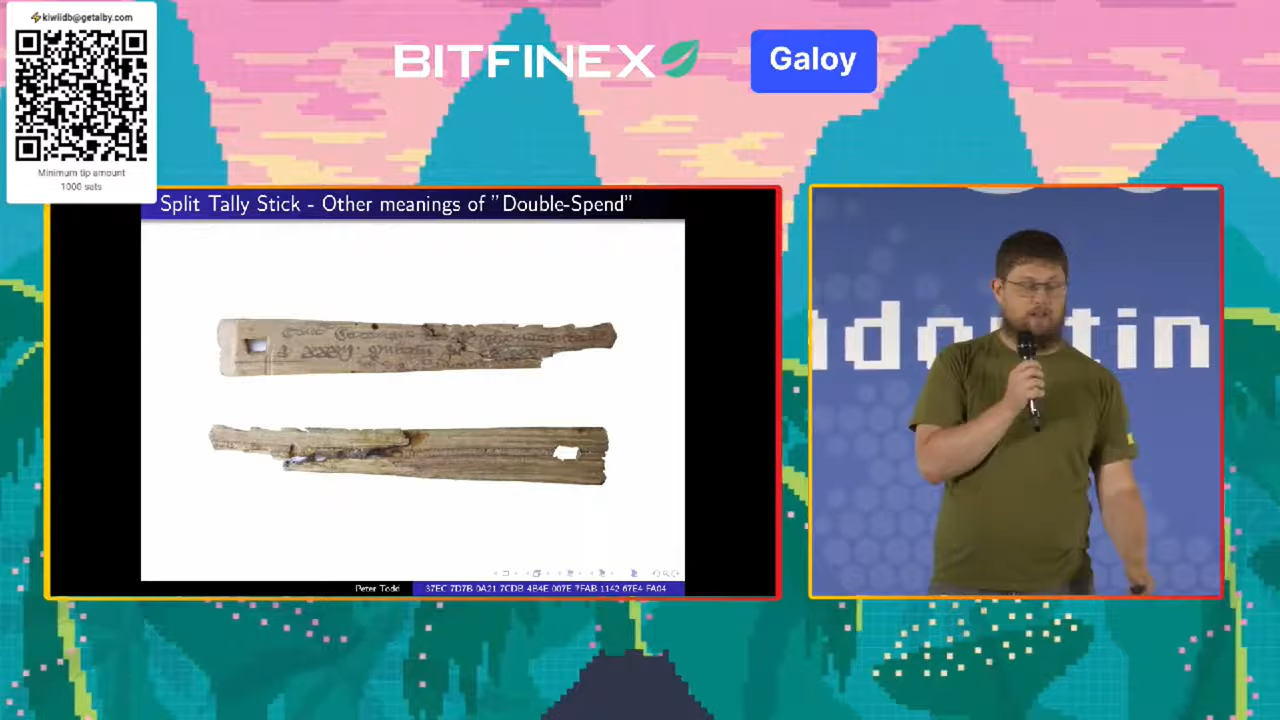 ⚡kiwiidb@getalby.com
Minimum tip amount
1000 sats
BITFINEX
Galoy
Split Tally Stick - Other meanings of "Double-Spend"
Peter Todd
37EC 7D7B 0A21 7CDB 4B4E 007E 7FAB 1142 67E4 FA04